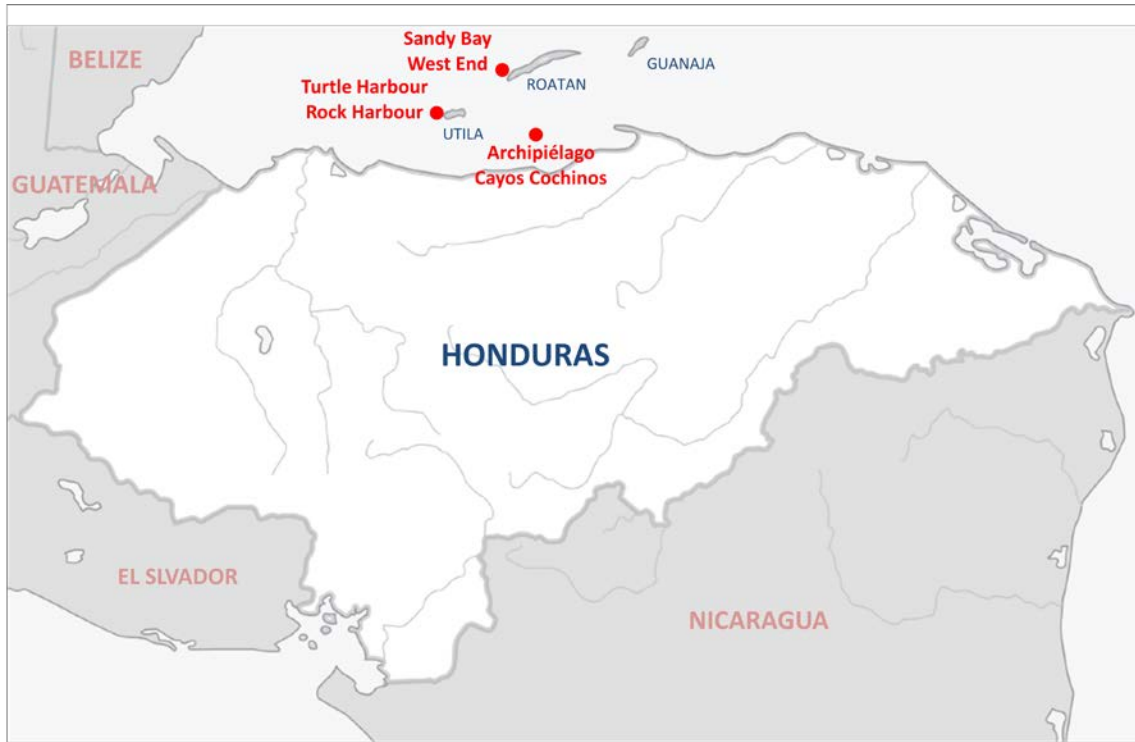 BELIZE
Sandy Bay
West End
ROATAN
GUANAJA
Turtle Harbour
Rock Harbour
UTILA
Archipiélago
Cayos Cochinos
GUATEMALA
HONDURAS
EL SLVADOR
NICARAGUA